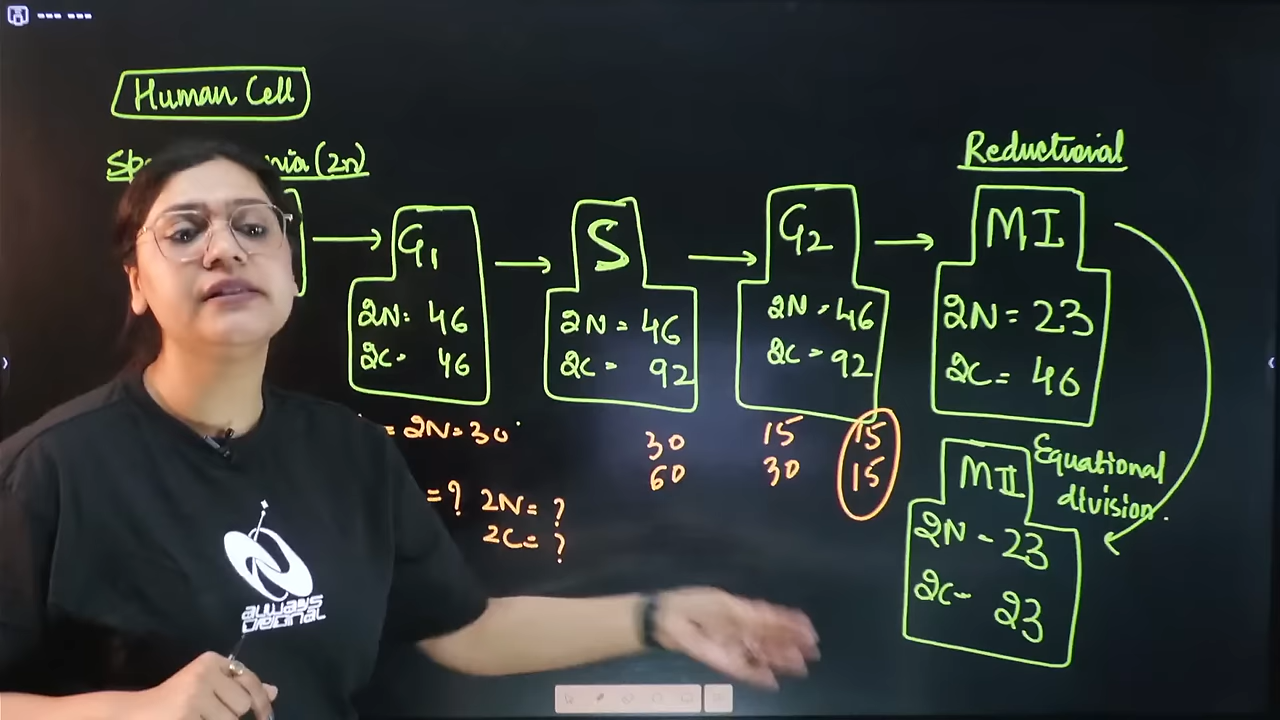 Human Cell
(2n)
Reductional
G₁
S
G₂
MI
2N: 46
2C- 46
2N = 46
2C- 92
2N - 46
2C - 92
2N = 23
2C = 46
= 2N = 30
30
60
15
30
15
15
= ? 2N = ?
2C = ?
Equational
division.
MII
2N - 23
2C- 23
auways